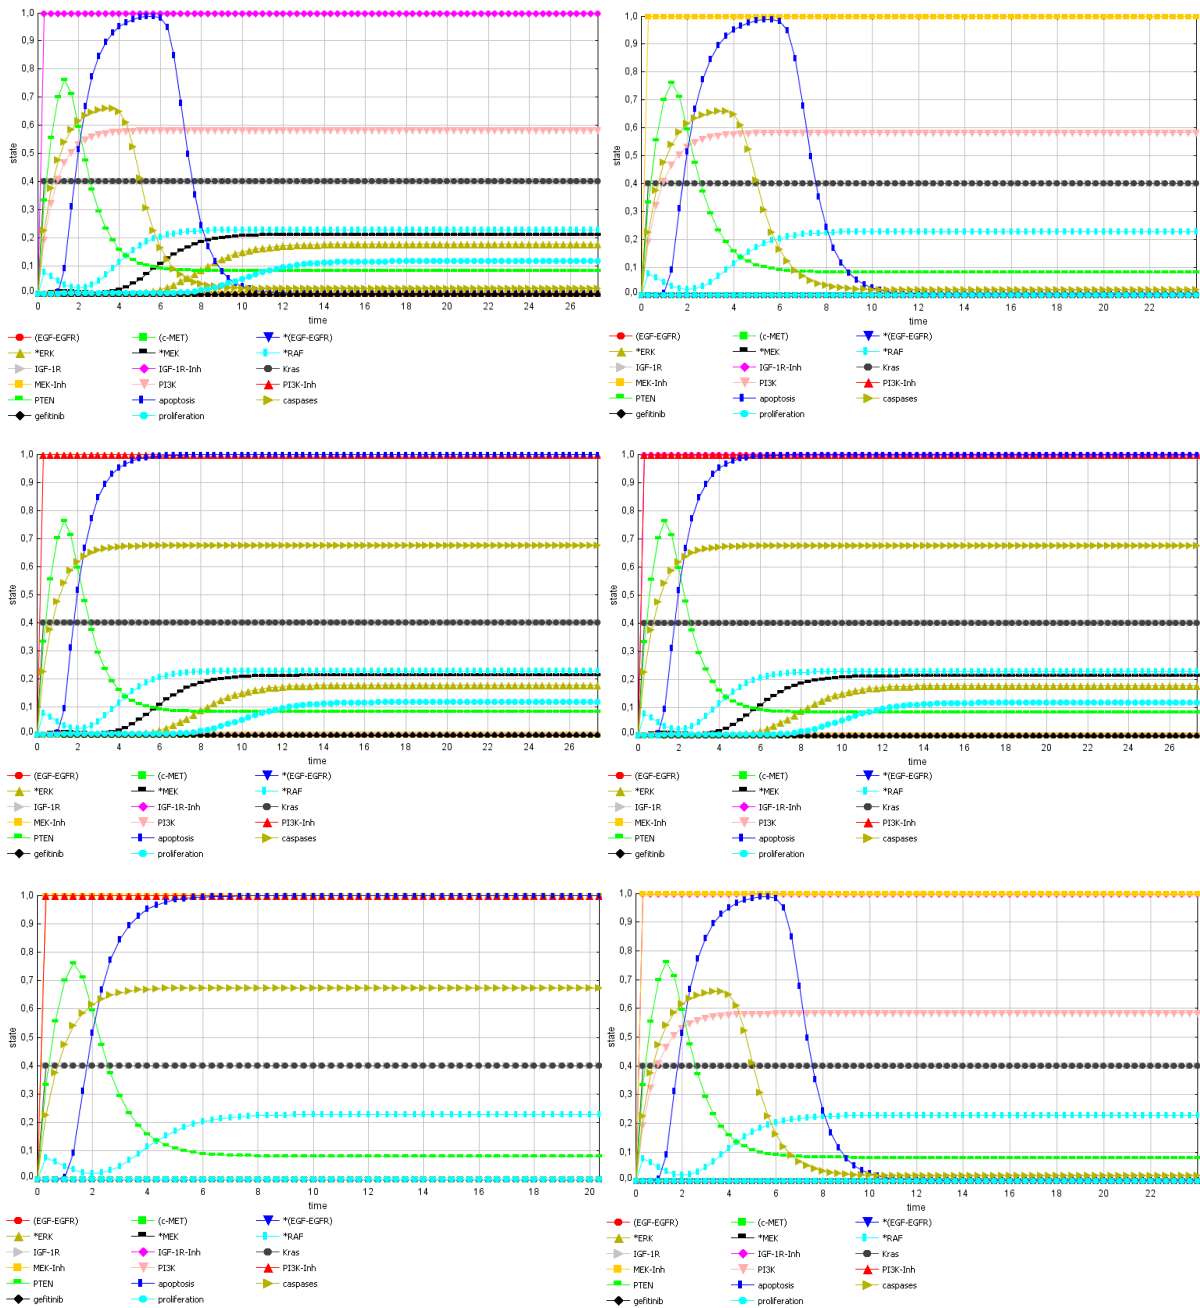 1,0
0,9
0,8
0,7
0,6
0,5
0,4
0,3
0,2
0,1
0,0
state
0 2 4 6 8 10 12 14 16 18 20 22 24 26
time
(EGF-EGFR) (c-MET) *(EGF-EGFR)
*ERK *MEK *RAF
IGF-1R IGF-1R-Inh Kras
MEK-Inh PI3K PI3K-Inh
PTEN apoptosis caspases
gefitinib proliferation
1,0
0,9
0,8
0,7
0,6
0,5
0,4
0,3
0,2
0,1
0,0
state
0 2 4 6 8 10 12 14 16 18 20 22
time
(EGF-EGFR) (c-MET) *(EGF-EGFR)
*ERK *MEK *RAF
IGF-1R IGF-1R-Inh Kras
MEK-Inh PI3K PI3K-Inh
PTEN apoptosis caspases
gefitinib proliferation
1,0
0,9
0,8
0,7
0,6
0,5
0,4
0,3
0,2
0,1
0,0
state
0 2 4 6 8 10 12 14 16 18 20 22 24 26
time
(EGF-EGFR) (c-MET) *(EGF-EGFR)
*ERK *MEK *RAF
IGF-1R IGF-1R-Inh Kras
MEK-Inh PI3K PI3K-Inh
PTEN apoptosis caspases
gefitinib proliferation
1,0
0,9
0,8
0,7
0,6
0,5
0,4
0,3
0,2
0,1
0,0
state
0 2 4 6 8 10 12 14 16 18 20 22 24 26
time
(EGF-EGFR) (c-MET) *(EGF-EGFR)
*ERK *MEK *RAF
IGF-1R IGF-1R-Inh Kras
MEK-Inh PI3K PI3K-Inh
PTEN apoptosis caspases
gefitinib proliferation
1,0
0,9
0,8
0,7
0,6
0,5
0,4
0,3
0,2
0,1
0,0
state
0 2 4 6 8 10 12 14 16 18 20
time
(EGF-EGFR) (c-MET) *(EGF-EGFR)
*ERK *MEK *RAF
IGF-1R IGF-1R-Inh Kras
MEK-Inh PI3K PI3K-Inh
PTEN apoptosis caspases
gefitinib proliferation
1,0
0,9
0,8
0,7
0,6
0,5
0,4
0,3
0,2
0,1
0,0
state
0 2 4 6 8 10 12 14 16 18 20 22
time
(EGF-EGFR) (c-MET) *(EGF-EGFR)
*ERK *MEK *RAF
IGF-1R IGF-1R-Inh Kras
MEK-Inh PI3K PI3K-Inh
PTEN apoptosis caspases
gefitinib proliferation